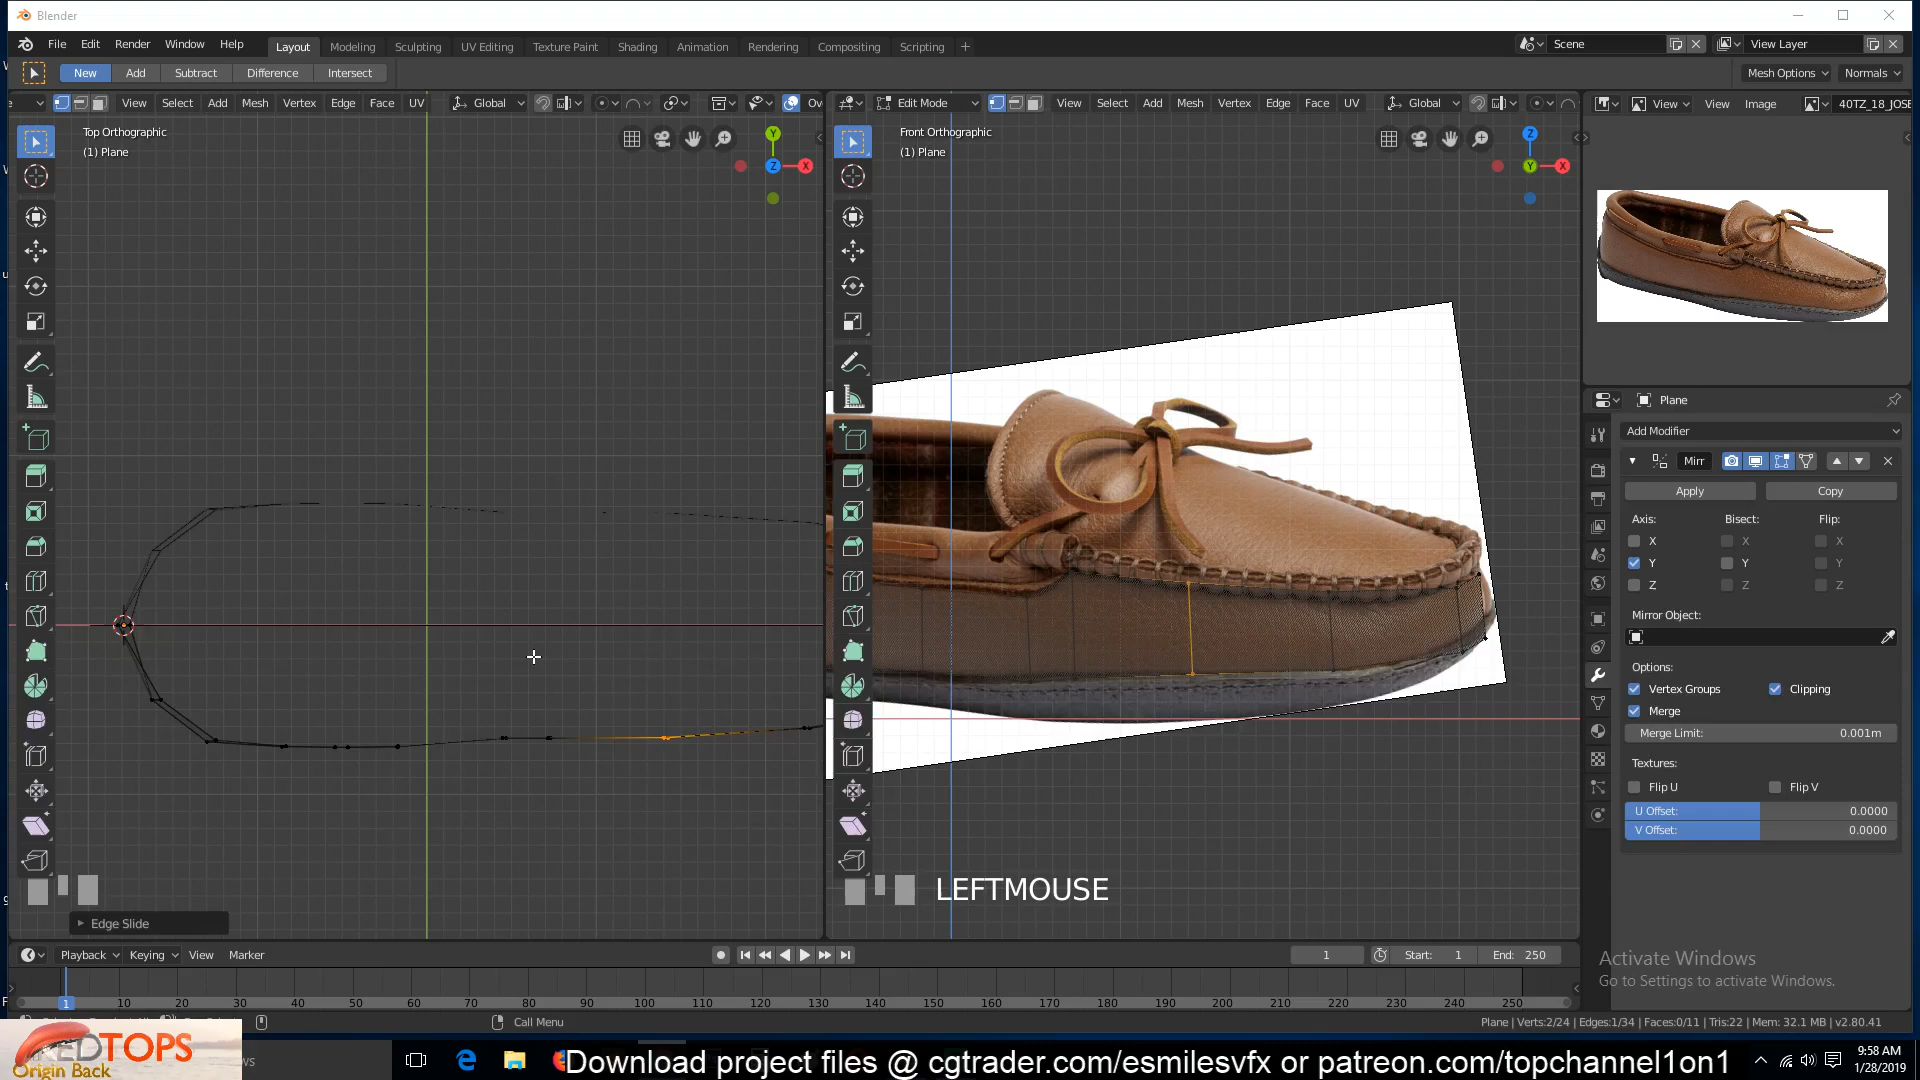 Blender
File Edit Render Window Help Layout Modeling Sculpting UV Editing Texture Paint Shading Animation Rendering Compositing Scripting + Scene View Layer
New Add Subtract Difference Intersect Mesh Options Normals
View Select Add Mesh Vertex Edge Face UV Global Ov
Edit Mode View Select Add Mesh Vertex Edge Face UV Global
View View Image 40TZ_18_JOSE
Top Orthographic
(1) Plane
Front Orthographic
(1) Plane
Y
Z X
Z
Y X
Plane
Add Modifier
Mirr
Apply Copy
Axis: Bisect: Flip:
X X X
Y Y Y
Z Z Z
Mirror Object:
Options:
Vertex Groups Clipping
Merge
Merge Limit: 0.001m
Textures:
Flip U Flip V
U Offset: 0.0000
V Offset: 0.0000
LEFTMOUSE
Edge Slide
Playback Keying View Marker 1 Start: 1 End: 250
1 10 20 30 40 50 60 70 80 90 100 110 120 130 140 150 160 170 180 190 200 210 220 230 240 250
Activate Windows
Go to Settings to activate Windows.
Call Menu
Plane | Verts:2/24 | Edges:1/34 | Faces:0/11 | Tris:22 | Mem: 32.1 MB | v2.80.41
REDTOPS
Origin Back
Download project files @ cgtrader.com/esmilesvfx or patreon.com/topchannel1on1
9:58 AM
1/28/2019